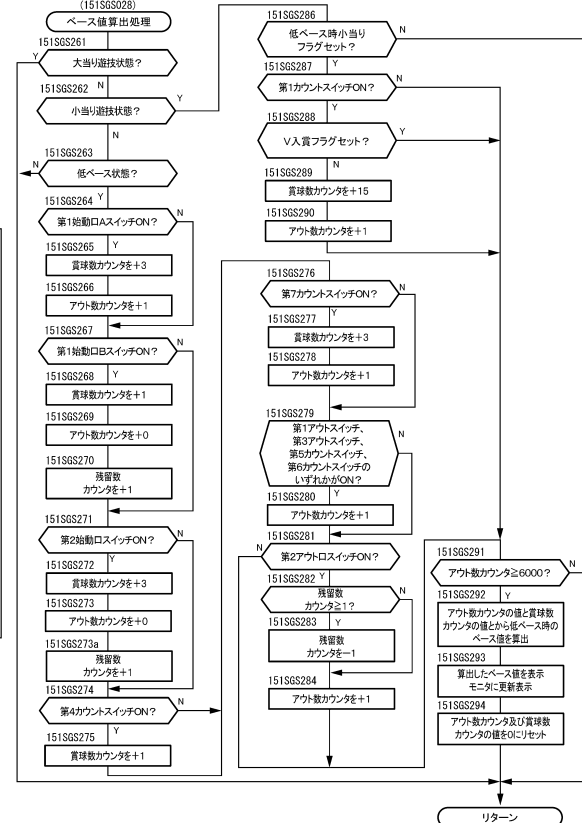 (151SGS028)
ベース値算出処理
151SGS261
大当り遊技状態?
Y
N
151SGS262
小当り遊技状態?
Y
N
151SGS263
低ベース状態?
N
Y
151SGS264
第1始動口AスイッチON?
N
Y
151SGS265
賞球数カウンタを+3
151SGS266
アウト数カウンタを+1
151SGS267
第1始動口BスイッチON?
N
Y
151SGS268
賞球数カウンタを+1
151SGS269
アウト数カウンタを+0
151SGS270
残留数
カウンタを+1
151SGS271
第2始動口スイッチON?
N
Y
151SGS272
賞球数カウンタを+3
151SGS273
アウト数カウンタを+0
151SGS273a
残留数
カウンタを+1
151SGS274
第4カウントスイッチON?
N
Y
151SGS275
賞球数カウンタを+1
151SGS286
低ベース時小当り
フラグセット?
N
Y
151SGS287
第1カウントスイッチON?
N
Y
151SGS288
V入賞フラグセット?
Y
N
151SGS289
賞球数カウンタを+15
151SGS290
アウト数カウンタを+1
151SGS276
第7カウントスイッチON?
N
Y
151SGS277
賞球数カウンタを+3
151SGS278
アウト数カウンタを+1
151SGS279
第1アウトスイッチ、
第3アウトスイッチ、
第5カウントスイッチ、
第6カウントスイッチの
いずれかがON?
N
Y
151SGS280
アウト数カウンタを+1
151SGS281
第2アウト口スイッチON?
N
Y
151SGS282
残留数
カウンタ≧1?
N
Y
151SGS283
残留数
カウンタを−1
151SGS284
アウト数カウンタを+1
151SGS291
アウト数カウンタ≧6000?
N
Y
151SGS292
アウト数カウンタの値と賞球数
カウンタの値とから低ベース時の
ベース値を算出
151SGS293
算出したベース値を表示
モニタに更新表示
151SGS294
アウト数カウンタ及び賞球数
カウンタの値を0にリセット
リターン